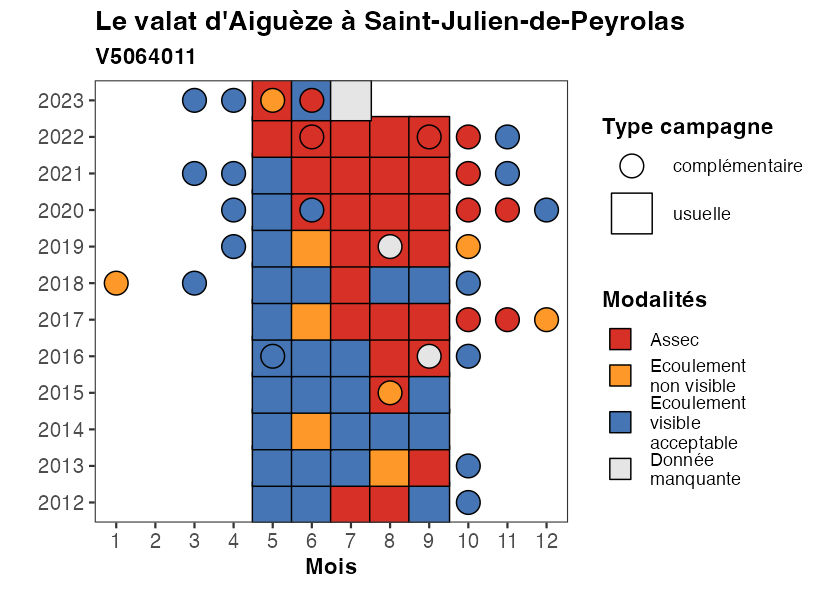 Le valat d'Aiguèze à Saint-Julien-de-Peyrolas
V5064011
2023
2022
2021
2020
2019
2018
2017
2016
2015
2014
2013
2012
1 2 3 4 5 6 7 8 9 10 11 12
Mois
Type campagne
complémentaire
usuelle
Modalités
Assec
Ecoulement
non visible
Ecoulement
visible
acceptable
Donnée
manquante